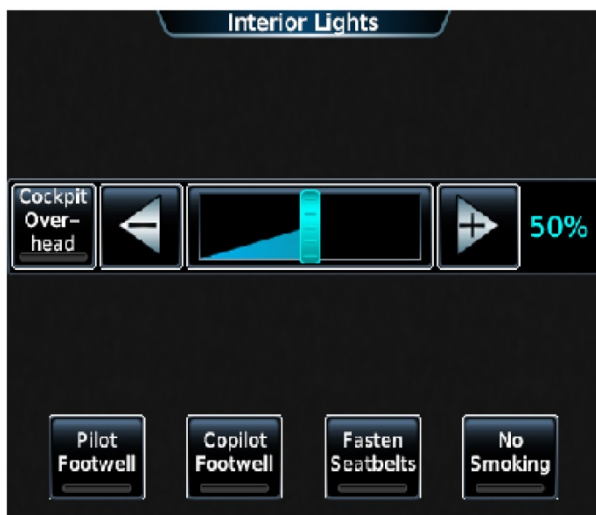 Interior Lights
Cockpit
Over-
head
50%
Pilot
Footwell
Copilot
Footwell
Fasten
Seatbelts
No
Smoking